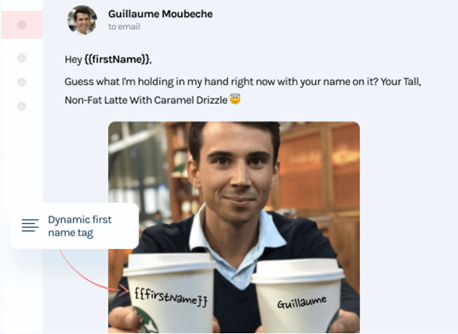 Guillaume Moubeche
to email
Hey {{firstName}},
Guess what I'm holding in my hand right now with your name on it? Your Tall,
Non-Fat Latte With Caramel Drizzle 😇
Dynamic first
name tag
{{firstName}}
Guillaume